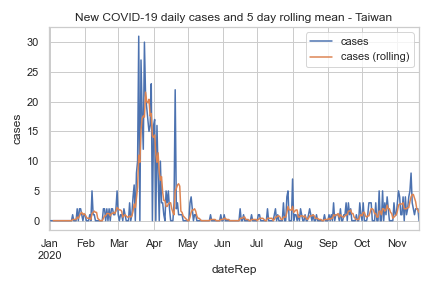 New COVID-19 daily cases and 5 day rolling mean - Taiwan
cases
cases (rolling)
30
25
20
15
10
5
0
cases
Jan Feb Mar Apr May Jun Jul Aug Sep Oct Nov
2020
dateRep